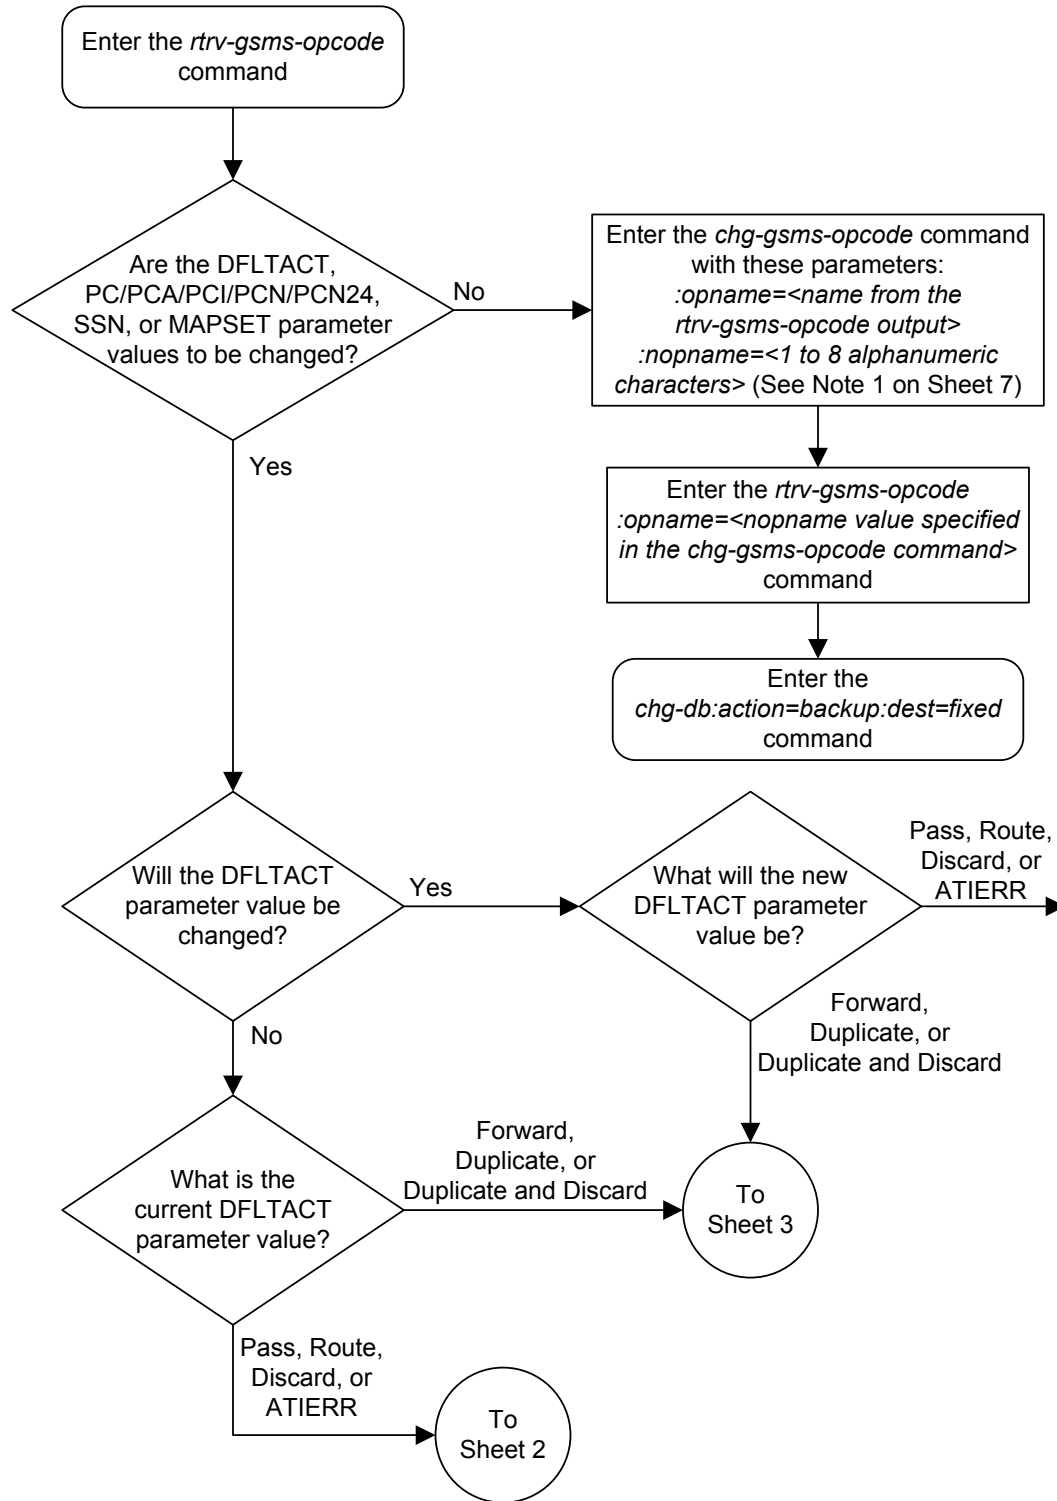 Enter the rtrv-gsms-opcode
command
Are the DFLTACT,
PC/PCA/PCI/PCN/PCN24,
SSN, or MAPSET parameter
values to be changed?
No
Enter the chg-gsms-opcode command
with these parameters:
:opname=<name from the
rtrv-gsms-opcode output>
:nopname=<1 to 8 alphanumeric
characters> (See Note 1 on Sheet 7)
Yes
Enter the rtrv-gsms-opcode
:opname=<nopname value specified
in the chg-gsms-opcode command>
command
Enter the
chg-db:action=backup:dest=fixed
command
Will the DFLTACT
parameter value be
changed?
Yes
What will the new
DFLTACT parameter
value be?
Pass, Route,
Discard, or
ATIERR
No
Forward,
Duplicate, or
Duplicate and Discard
What is the
current DFLTACT
parameter value?
Forward,
Duplicate, or
Duplicate and Discard
To
Sheet 3
Pass, Route,
Discard, or
ATIERR
To
Sheet 2